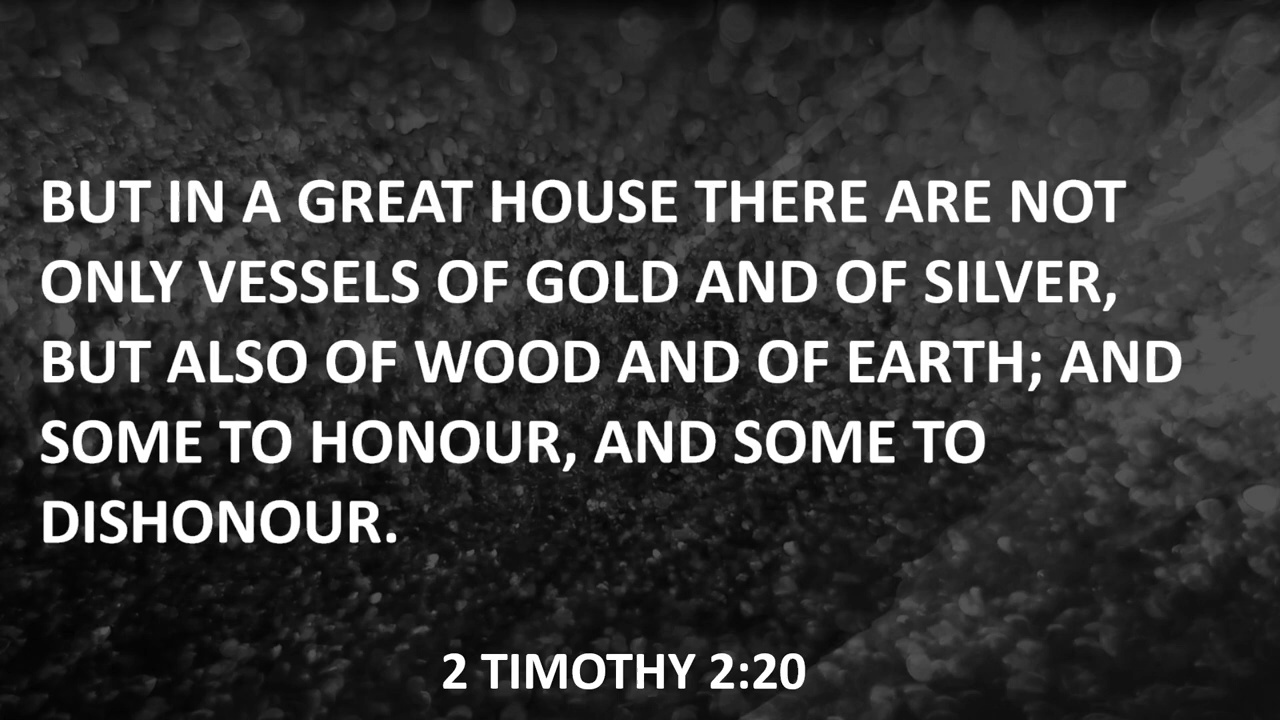 BUT IN A GREAT HOUSE THERE ARE NOT
ONLY VESSELS OF GOLD AND OF SILVER,
BUT ALSO OF WOOD AND OF EARTH; AND
SOME TO HONOUR, AND SOME TO
DISHONOUR.
2 TIMOTHY 2:20